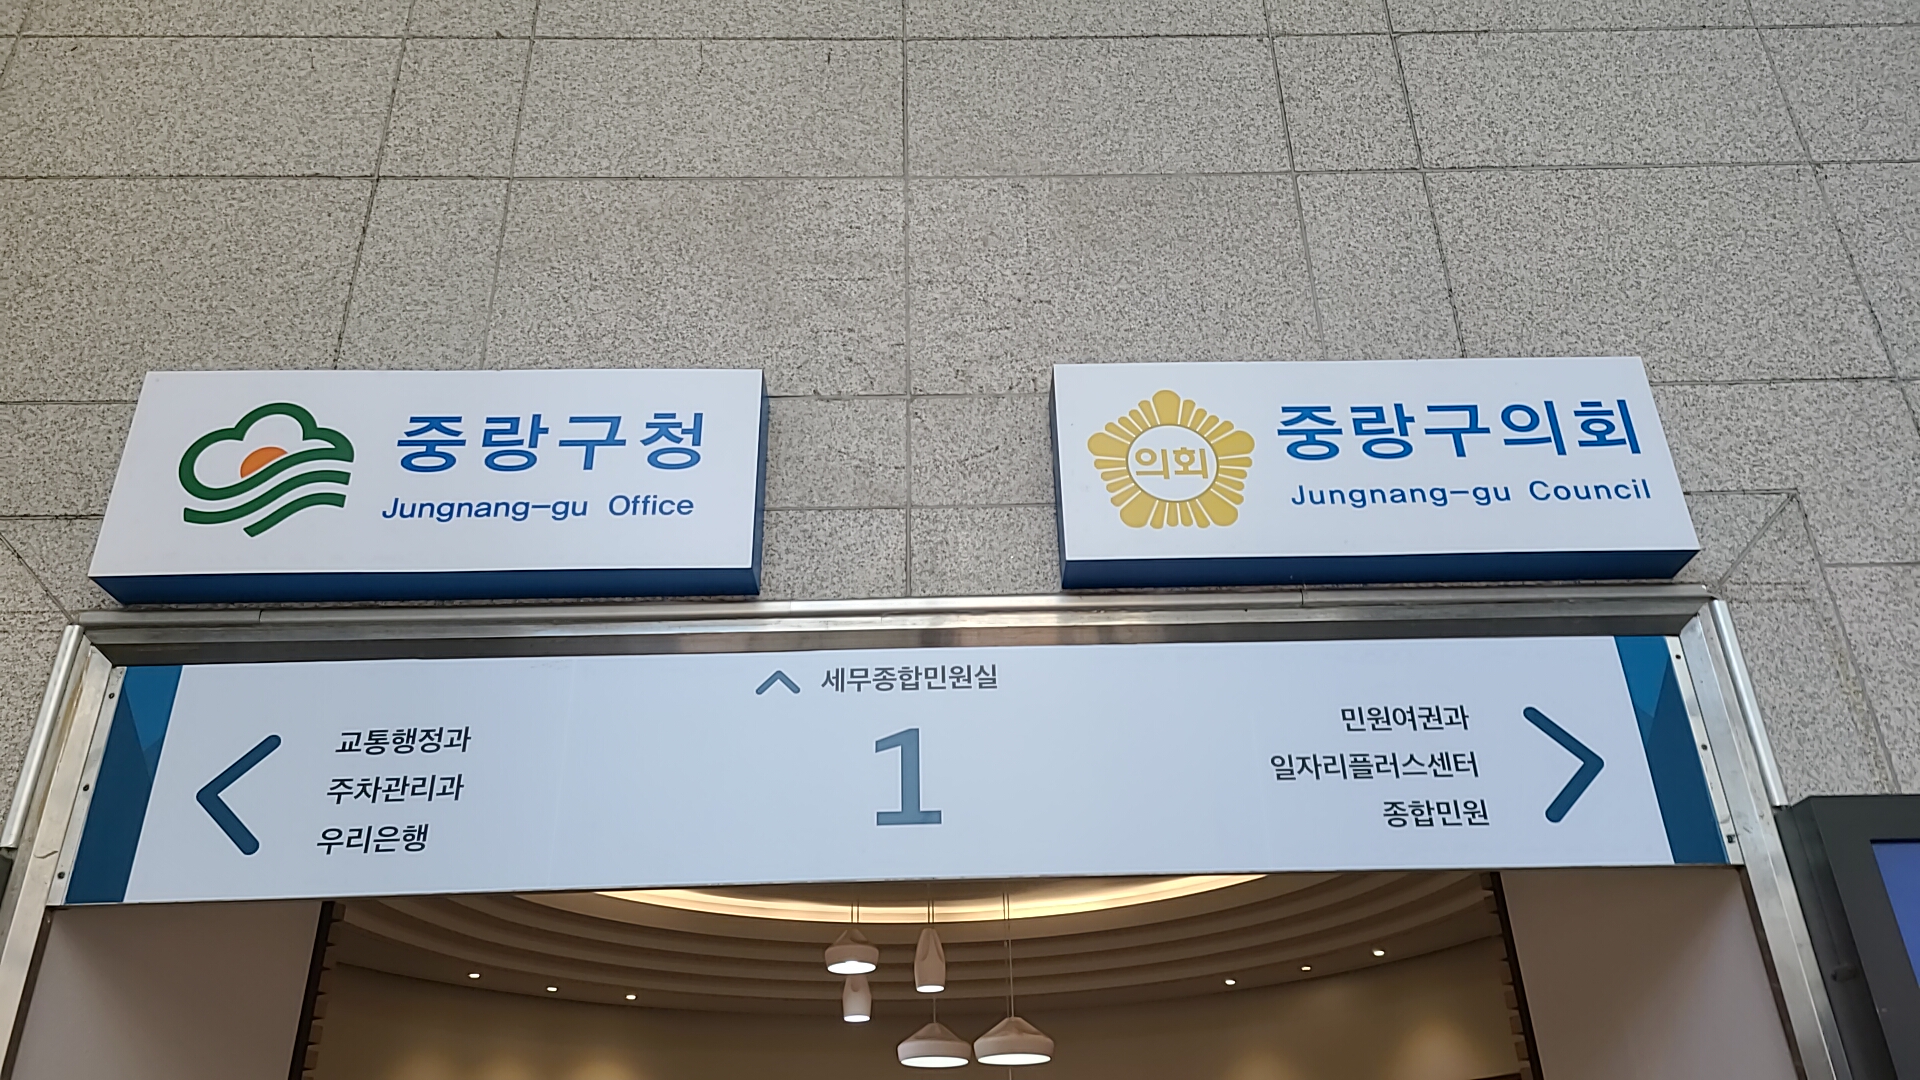 중랑구청
Jungnang-gu Office
의회
중랑구의회
Jungnang-gu Council
세무종합민원실
1
교통행정과
주차관리과
우리은행
민원여권과
일자리플러스센터
종합민원